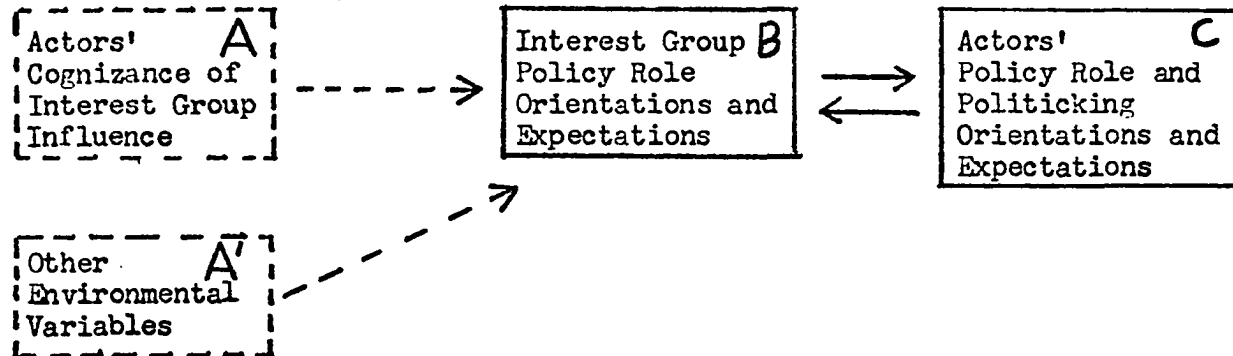 Actors' A
Cognizance of
Interest Group
Influence
Interest Group B
Policy Role
Orientations and
Expectations
Actors' C
Policy Role and
Politicking
Orientations and
Expectations
Other A'
Environmental
Variables